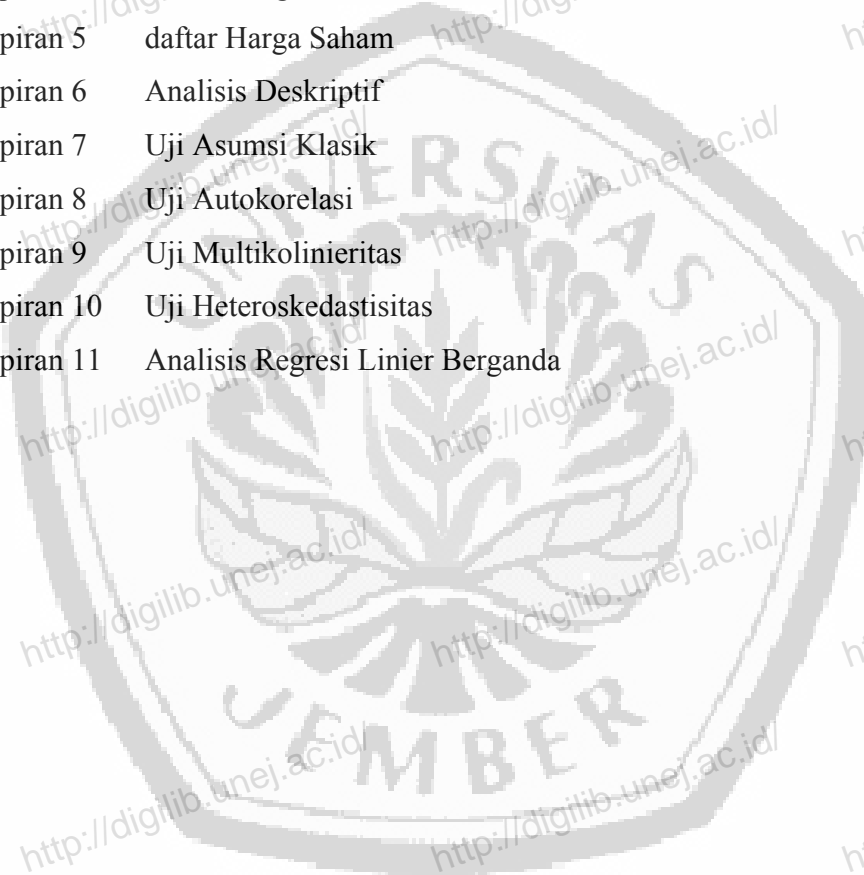 piran 5 daftar Harga Saham
piran 6 Analisis Deskriptif
piran 7 Uji Asumsi Klasik
piran 8 Uji Autokorelasi
piran 9 Uji Multikolinieritas
piran 10 Uji Heteroskedastisitas
piran 11 Analisis Regresi Linier Berganda
UNIVERSITAS
JEMBER
http://digilib.unej.ac.id/
http://digilib.unej.ac.id/
http://digilib.unej.ac.id/
http://digilib.unej.ac.id/
http://digilib.unej.ac.id/
http://digilib.unej.ac.id/
http://digilib.unej.ac.id/
http://digilib.unej.ac.id/